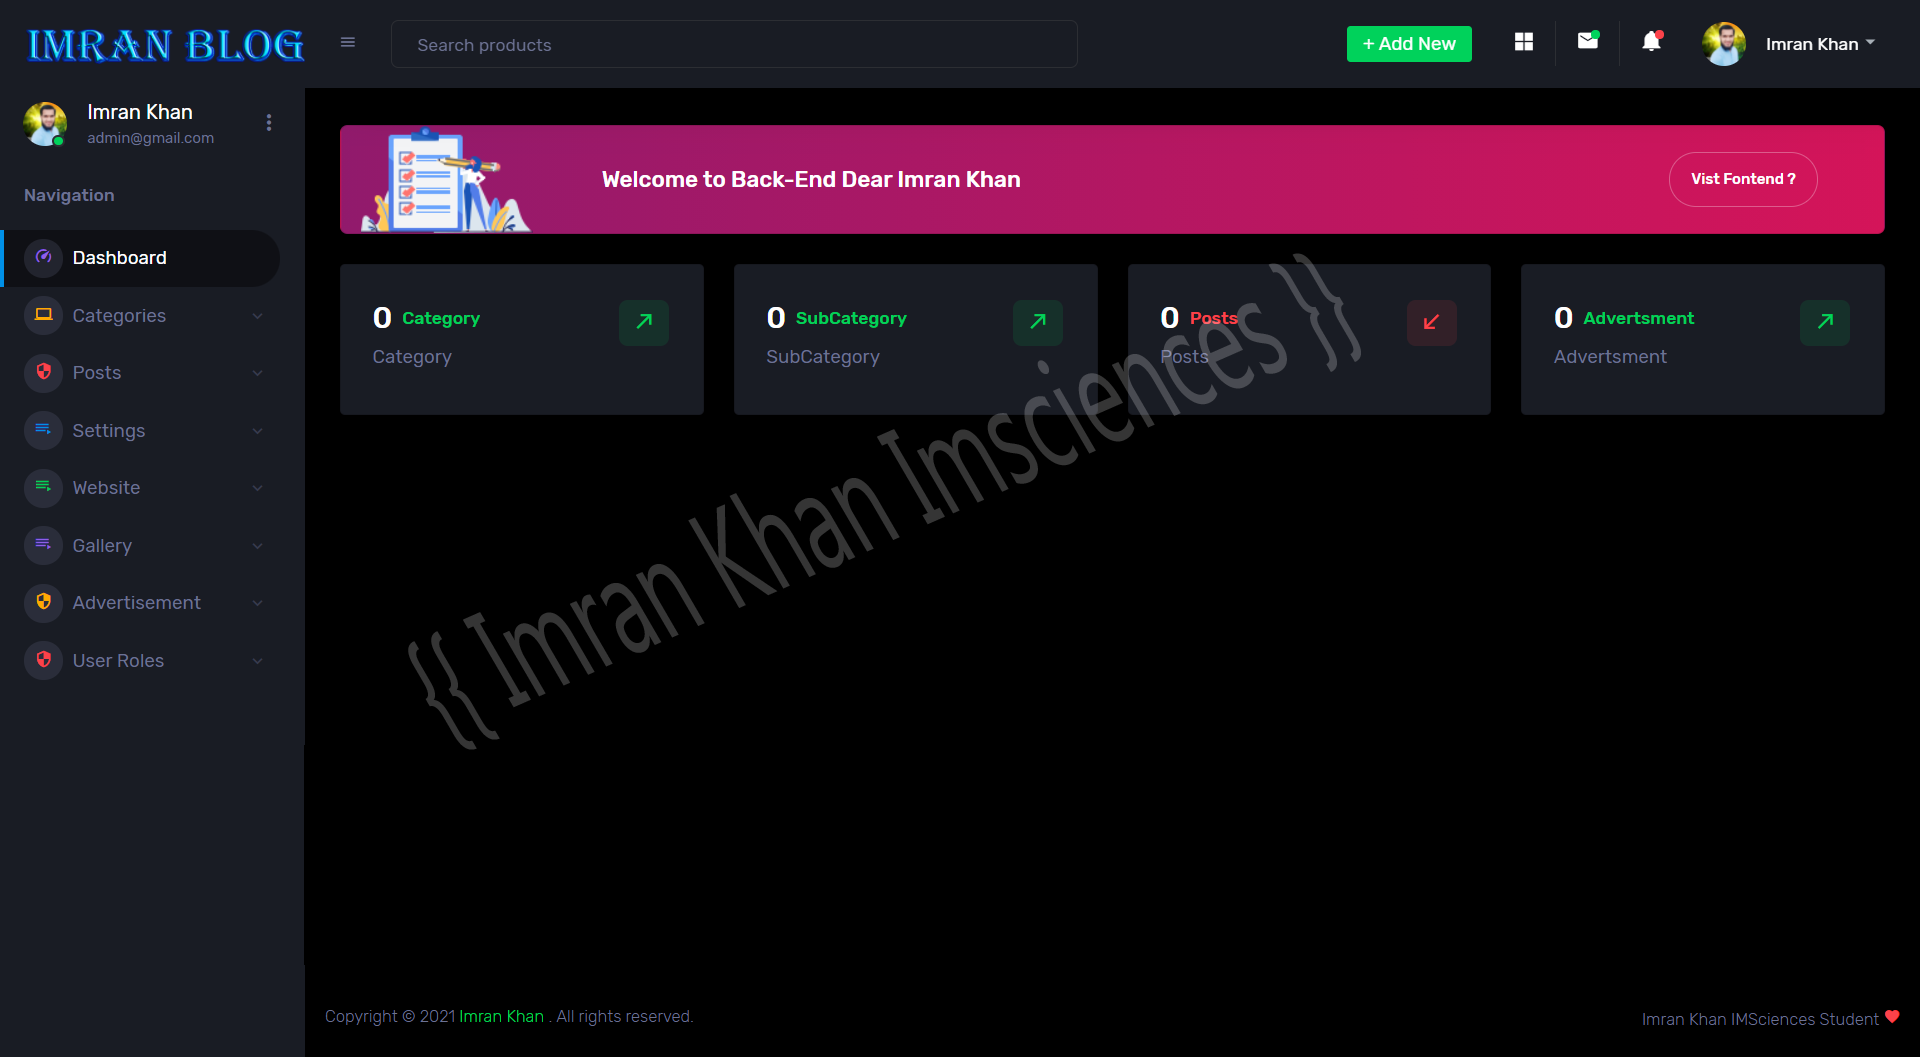 IMRAN BLOG
Search products
+ Add New
Imran Khan
Imran Khan
admin@gmail.com
Navigation
Dashboard
Categories
Posts
Settings
Website
Gallery
Advertisement
User Roles
Welcome to Back-End Dear Imran Khan
Vist Fontend ?
0 Category
Category
0 SubCategory
SubCategory
0 Posts
Posts
0 Advertsment
Advertsment
{{ Imran Khan Imsciences }}
Copyright © 2021 Imran Khan . All rights reserved.
Imran Khan IMSciences Student